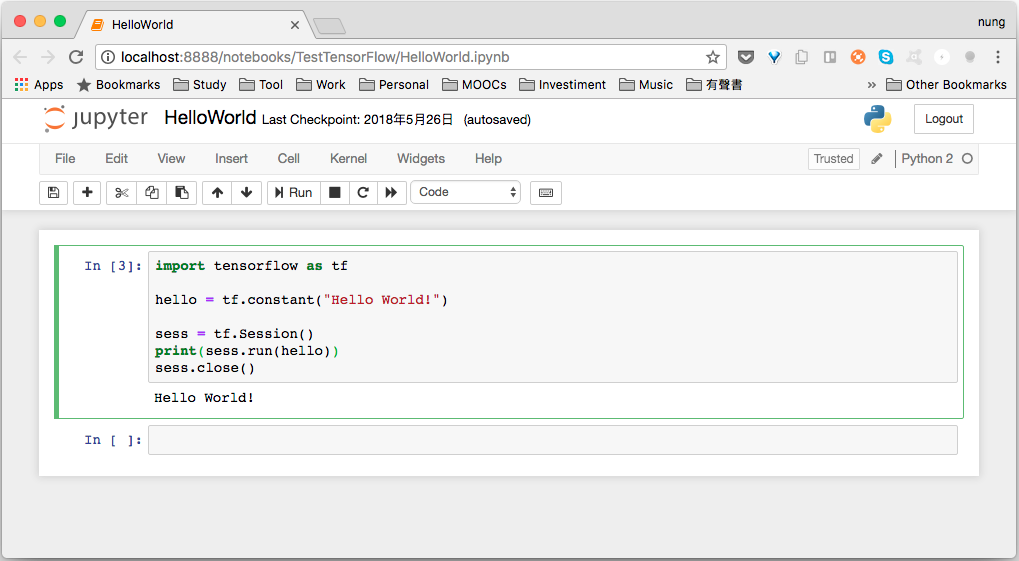 HelloWorld
nung
localhost:8888/notebooks/TestTensorFlow/HelloWorld.ipynb
Apps Bookmarks Study Tool Work Personal MOOCs Investiment Music 有聲書 » Other Bookmarks
jupyter HelloWorld Last Checkpoint: 2018年5月26日 (autosaved) Logout
File Edit View Insert Cell Kernel Widgets Help Trusted Python 2
Run Code
In [3]: import tensorflow as tf
hello = tf.constant("Hello World!")
sess = tf.Session()
print(sess.run(hello))
sess.close()
Hello World!
In [ ]: